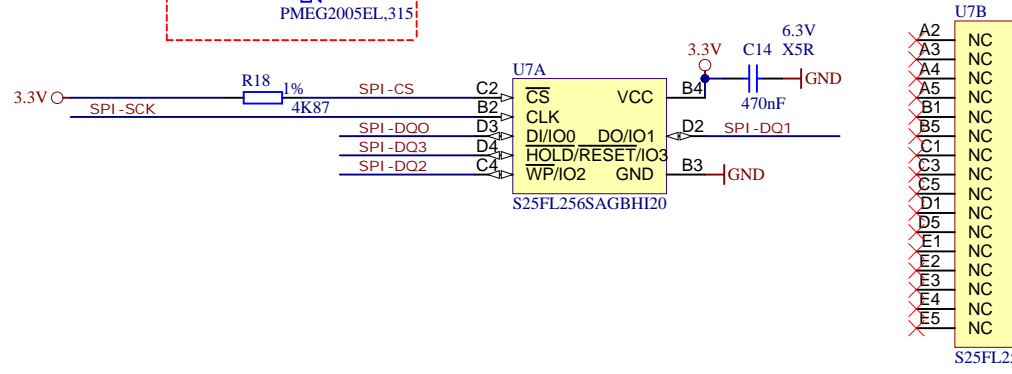 PMEG2005EL,315
6.3V
3.3V C14 X5R
GND
470nF
U7A
R18
1%
4K87
3.3V
SPI-CS
SPI-SCK
SPI-DQ0
SPI-DQ3
SPI-DQ2
C2 CS VCC B4
B2 CLK
D3 DI/IO0 DO/IO1 D2 SPI-DQ1
D4 HOLD/RESET/IO3
C4 WP/IO2 GND B3 GND
S25FL256SAGBHI20
U7B
A2 NC
A3 NC
A4 NC
A5 NC
B1 NC
B5 NC
C1 NC
C3 NC
C5 NC
D1 NC
D5 NC
E1 NC
E2 NC
E3 NC
E4 NC
E5 NC